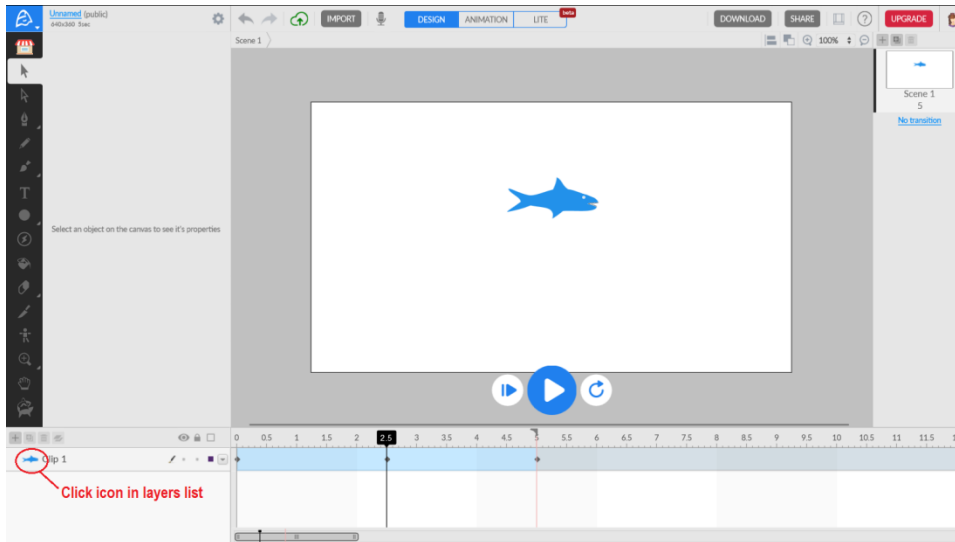 Unnamed (public)
640x360 5sec
IMPORT
DESIGN
ANIMATION
LITE
beta
DOWNLOAD
SHARE
?
UPGRADE
Scene 1
100%
T
Select an object on the canvas to see it's properties
Scene 1
5
No transition
0 0.5 1 1.5 2 2.5 3 3.5 4 4.5 5 5.5 6 6.5 7 7.5 8 8.5 9 9.5 10 10.5 11 11.5
Clip 1
Click icon in layers list